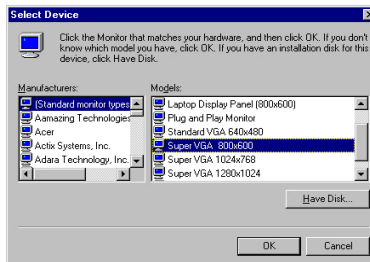 Select Device
Click the Monitor that matches your hardware, and then click OK. If you don't
know which model you have, click OK. If you have an installation disk for this
device, click Have Disk.
Manufacturers:
(Standard monitor types
Aamazing Technologies
Acer
Actix Systems, Inc.
Adara Technology, Inc.
Models:
Laptop Display Panel (800x600)
Plug and Play Monitor
Standard VGA 640x480
Super VGA 800x600
Super VGA 1024x768
Super VGA 1280x1024
Have Disk...
OK
Cancel